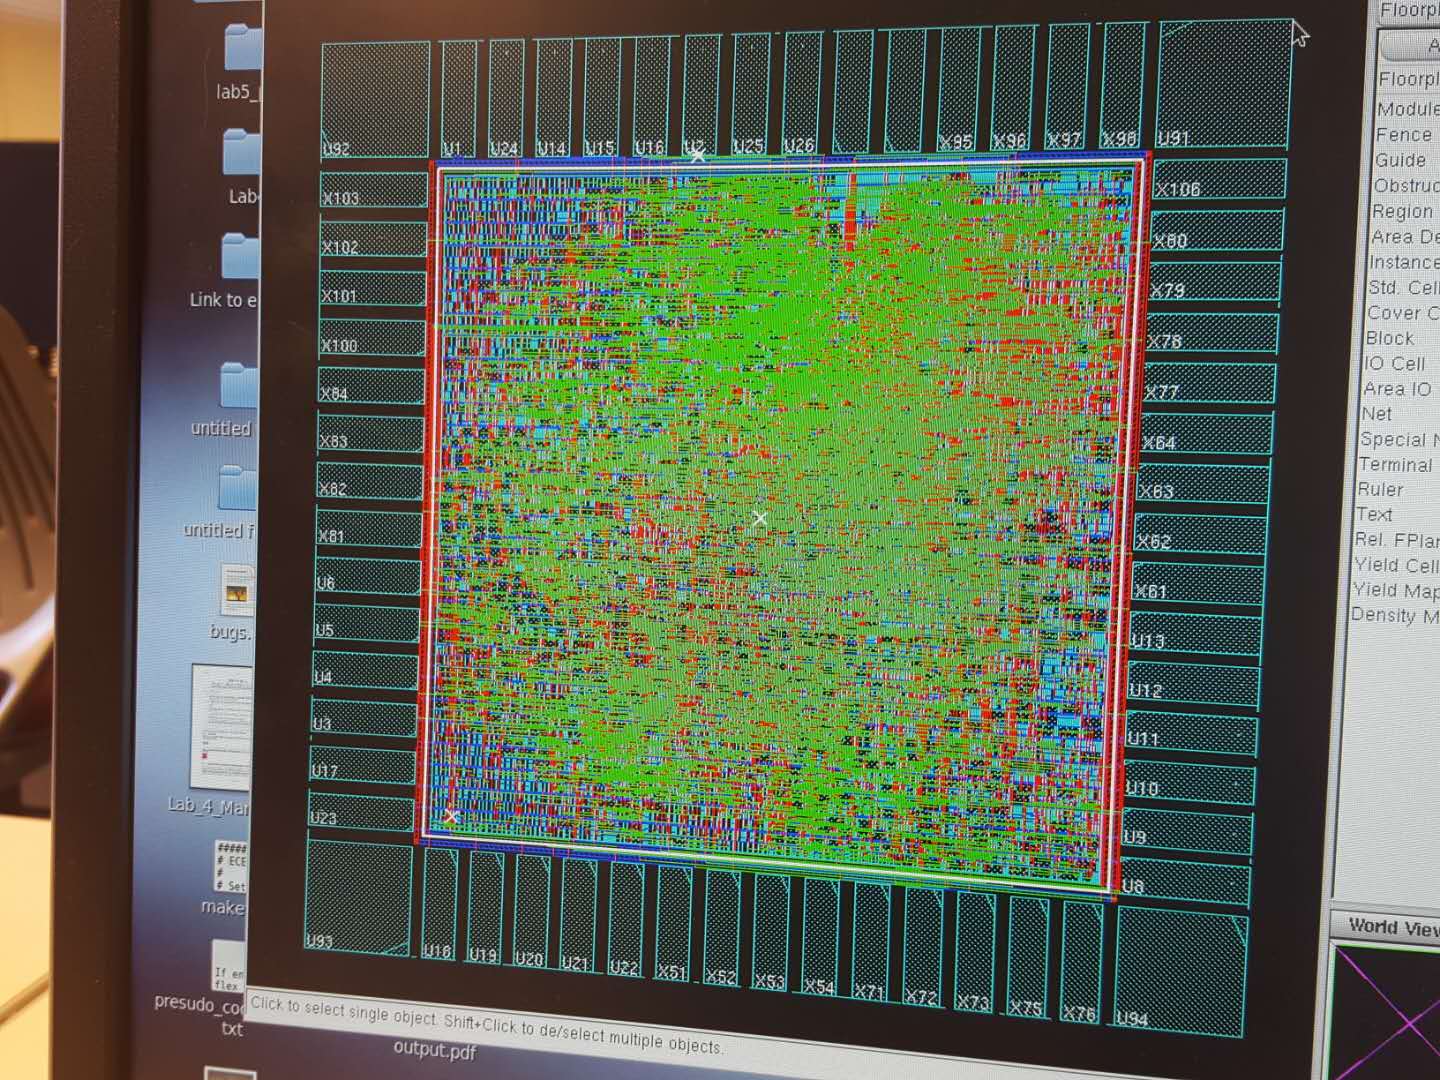 lab5_
Lab
Link to e
untitled
untitled f
bugs.
Lab_4_Mar
#####
# ECE
#
# Set
make
If en
flex
presudo_co
txt
output.pdf
U92
U1
U24
U14
U15
U16
U2
U25
U26
X95
X96
X97
X98
U91
X103
X102
X101
X100
X84
X83
X82
X81
U6
U5
U4
U3
U17
U23
U93
X106
X80
X79
X78
X77
X64
X63
X62
X61
U13
U12
U11
U10
U9
U8
U18
U19
U20
U21
U22
X51
X52
X53
X54
X71
X72
X73
X75
X76
U94
Click to select single object. Shift+Click to de/select multiple objects.
Floorpl
A
Floorpl
Module
Fence
Guide
Obstruc
Region
Area De
Instance
Std. Cell
Cover C
Block
IO Cell
Area IO
Net
Special N
Terminal
Ruler
Text
Rel. FPlan
Yield Cell
Yield Map
Density M
World View